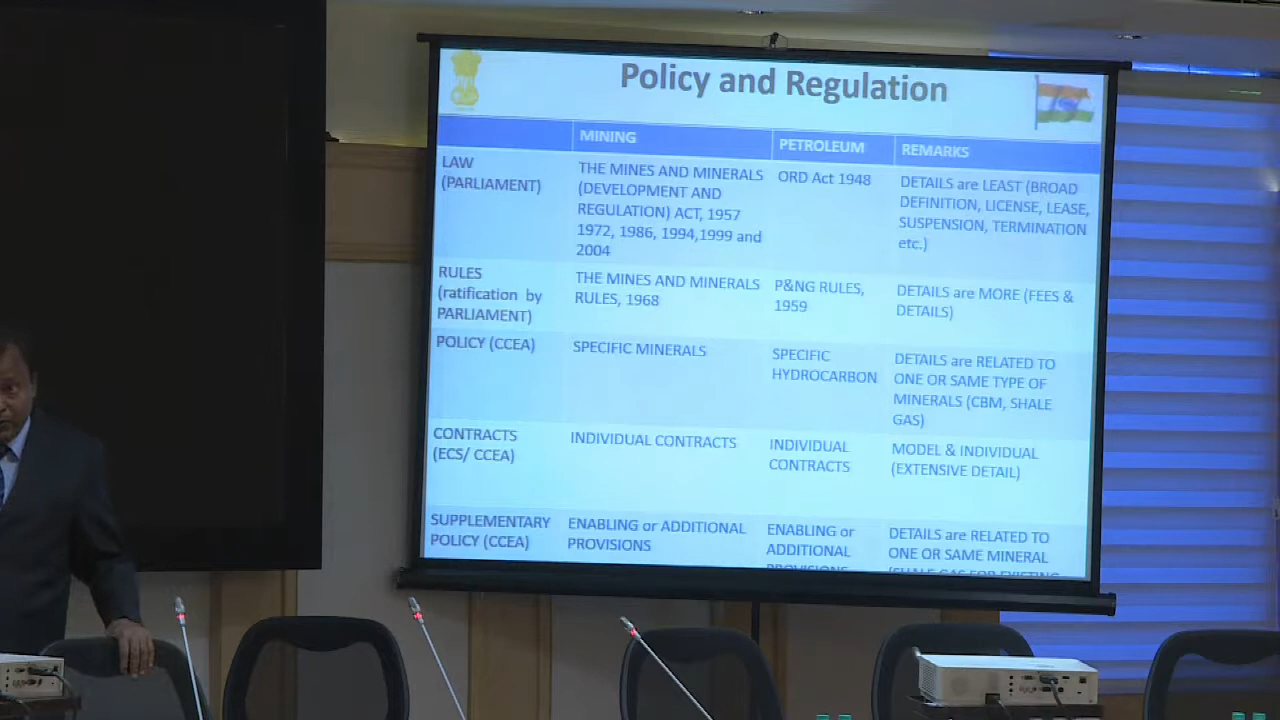 Policy and Regulation
MINING
PETROLEUM
REMARKS
LAW
(PARLIAMENT)
THE MINES AND MINERALS
(DEVELOPMENT AND
REGULATION) ACT, 1957
1972, 1986, 1994,1999 and
2004
ORD Act 1948
DETAILS are LEAST (BROAD
DEFINITION, LICENSE, LEASE,
SUSPENSION, TERMINATION
etc.)
RULES
(ratification by
PARLIAMENT)
THE MINES AND MINERALS
RULES, 1968
P&NG RULES,
1959
DETAILS are MORE (FEES &
DETAILS)
POLICY (CCEA)
SPECIFIC MINERALS
SPECIFIC
HYDROCARBON
DETAILS are RELATED TO
ONE OR SAME TYPE OF
MINERALS (CBM, SHALE
GAS)
CONTRACTS
(ECS/ CCEA)
INDIVIDUAL CONTRACTS
INDIVIDUAL
CONTRACTS
MODEL & INDIVIDUAL
(EXTENSIVE DETAIL)
SUPPLEMENTARY
POLICY (CCEA)
ENABLING or ADDITIONAL
PROVISIONS
ENABLING or
ADDITIONAL
PROVISIONS
DETAILS are RELATED TO
ONE OR SAME MINERAL
(SHALE GAS FOR EXISTING